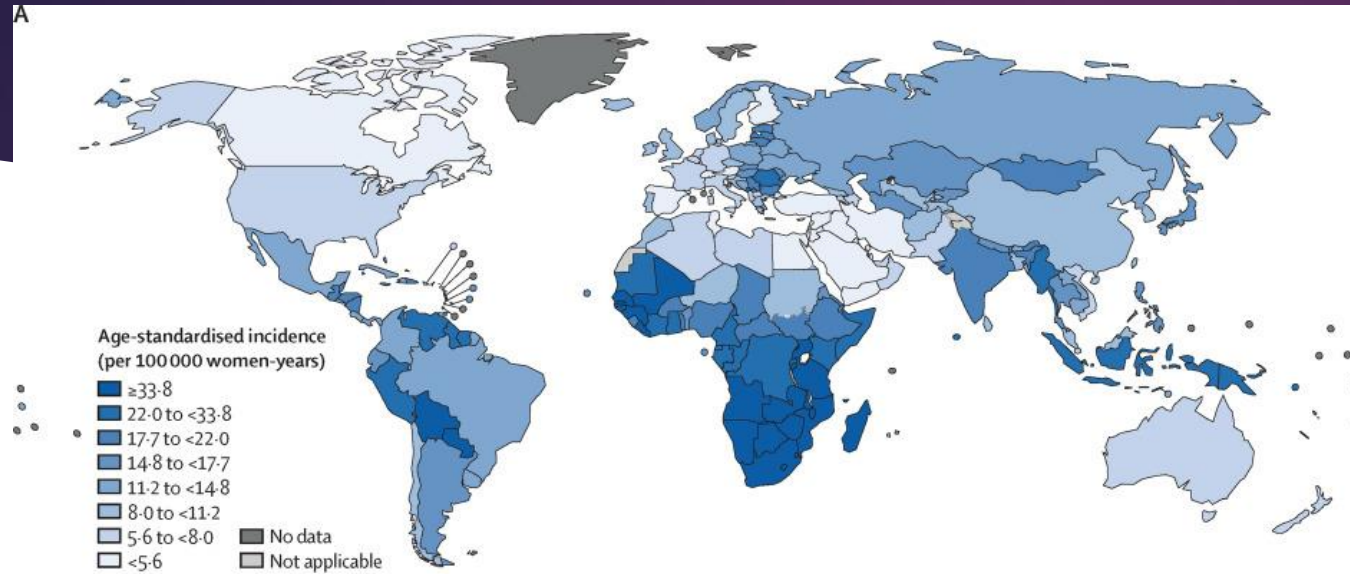 A
Age-standardised incidence
(per 100 000 women-years)
≥33·8
22·0 to <33·8
17·7 to <22·0
14·8 to <17·7
11·2 to <14·8
8·0 to <11·2
5·6 to <8·0
<5·6
No data
Not applicable